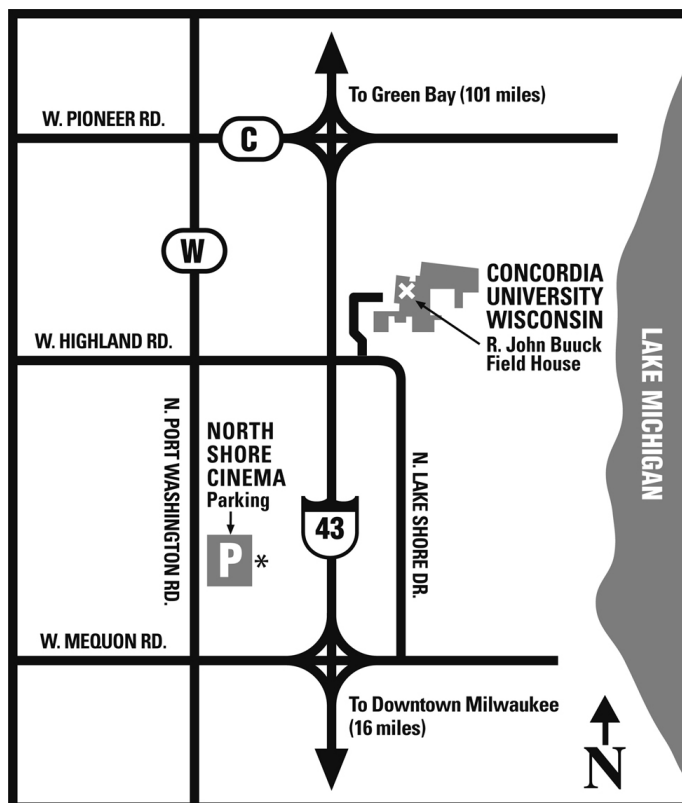 To Green Bay (101 miles)
W. PIONEER RD.
C
W
CONCORDIA
UNIVERSITY
WISCONSIN
R. John Buuck
Field House
W. HIGHLAND RD.
LAKE MICHIGAN
N. PORT WASHINGTON RD.
NORTH
SHORE
CINEMA
Parking
P *
43
N. LAKE SHORE DR.
W. MEQUON RD.
To Downtown Milwaukee
(16 miles)
N